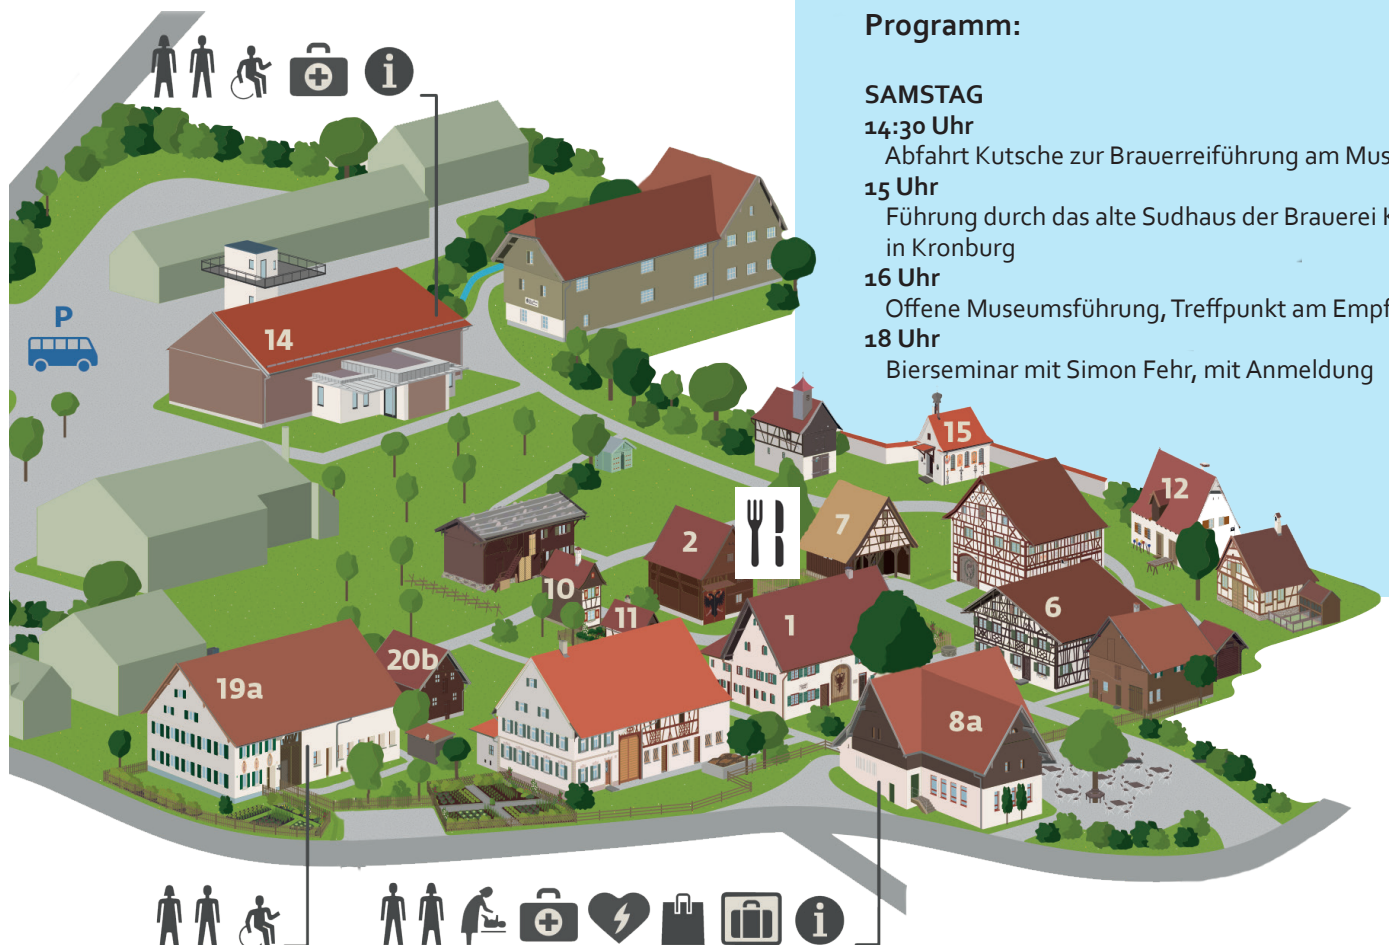 Programm:
SAMSTAG
14:30 Uhr
Abfahrt Kutsche zur Brauerreiführung am Mus
15 Uhr
Führung durch das alte Sudhaus der Brauerei K
in Kronburg
16 Uhr
Offene Museumsführung, Treffpunkt am Empf
18 Uhr
Bierseminar mit Simon Fehr, mit Anmeldung
P
14
15
12
7
2
10
11
1
6
20b
19a
8a